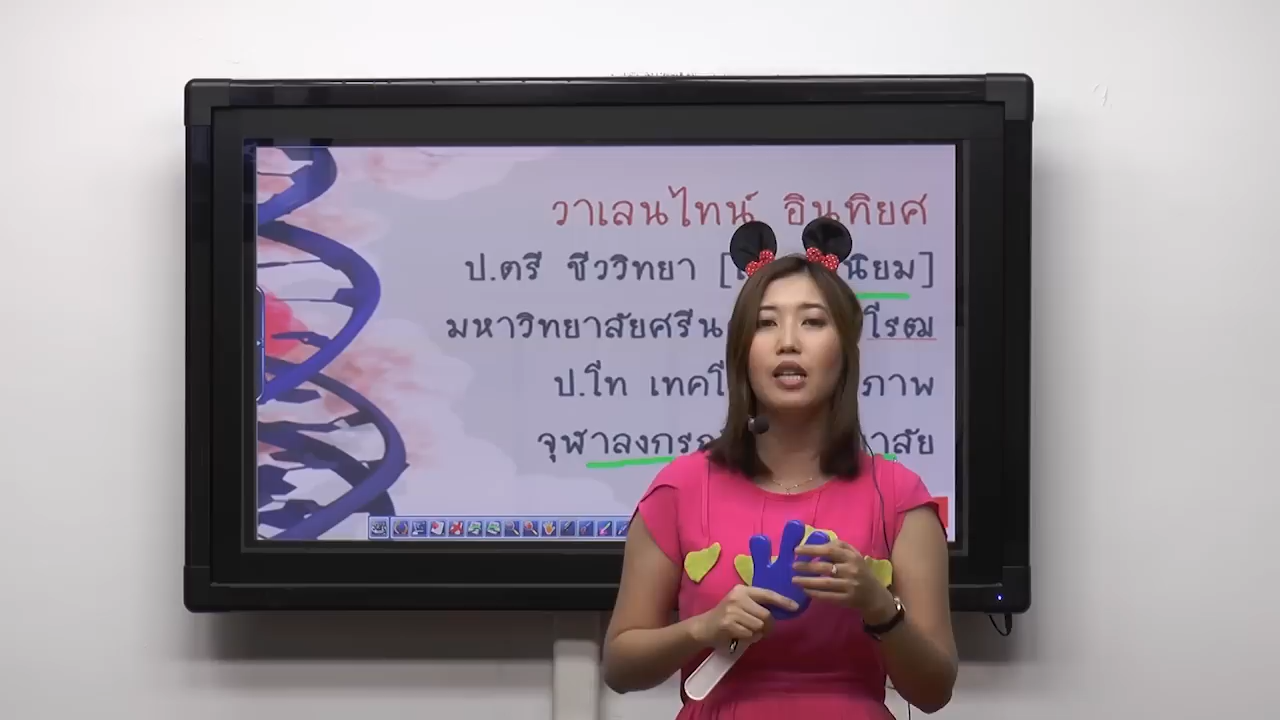 วาเลนไทน์ อินทิยศ
ป.ตรี ชีววิทยา [ นิยม]
มหาวิทยาลัยศรีน โรฒ
ป.โท เทคโ ภาพ
จุฬาลงกรณ าลัย